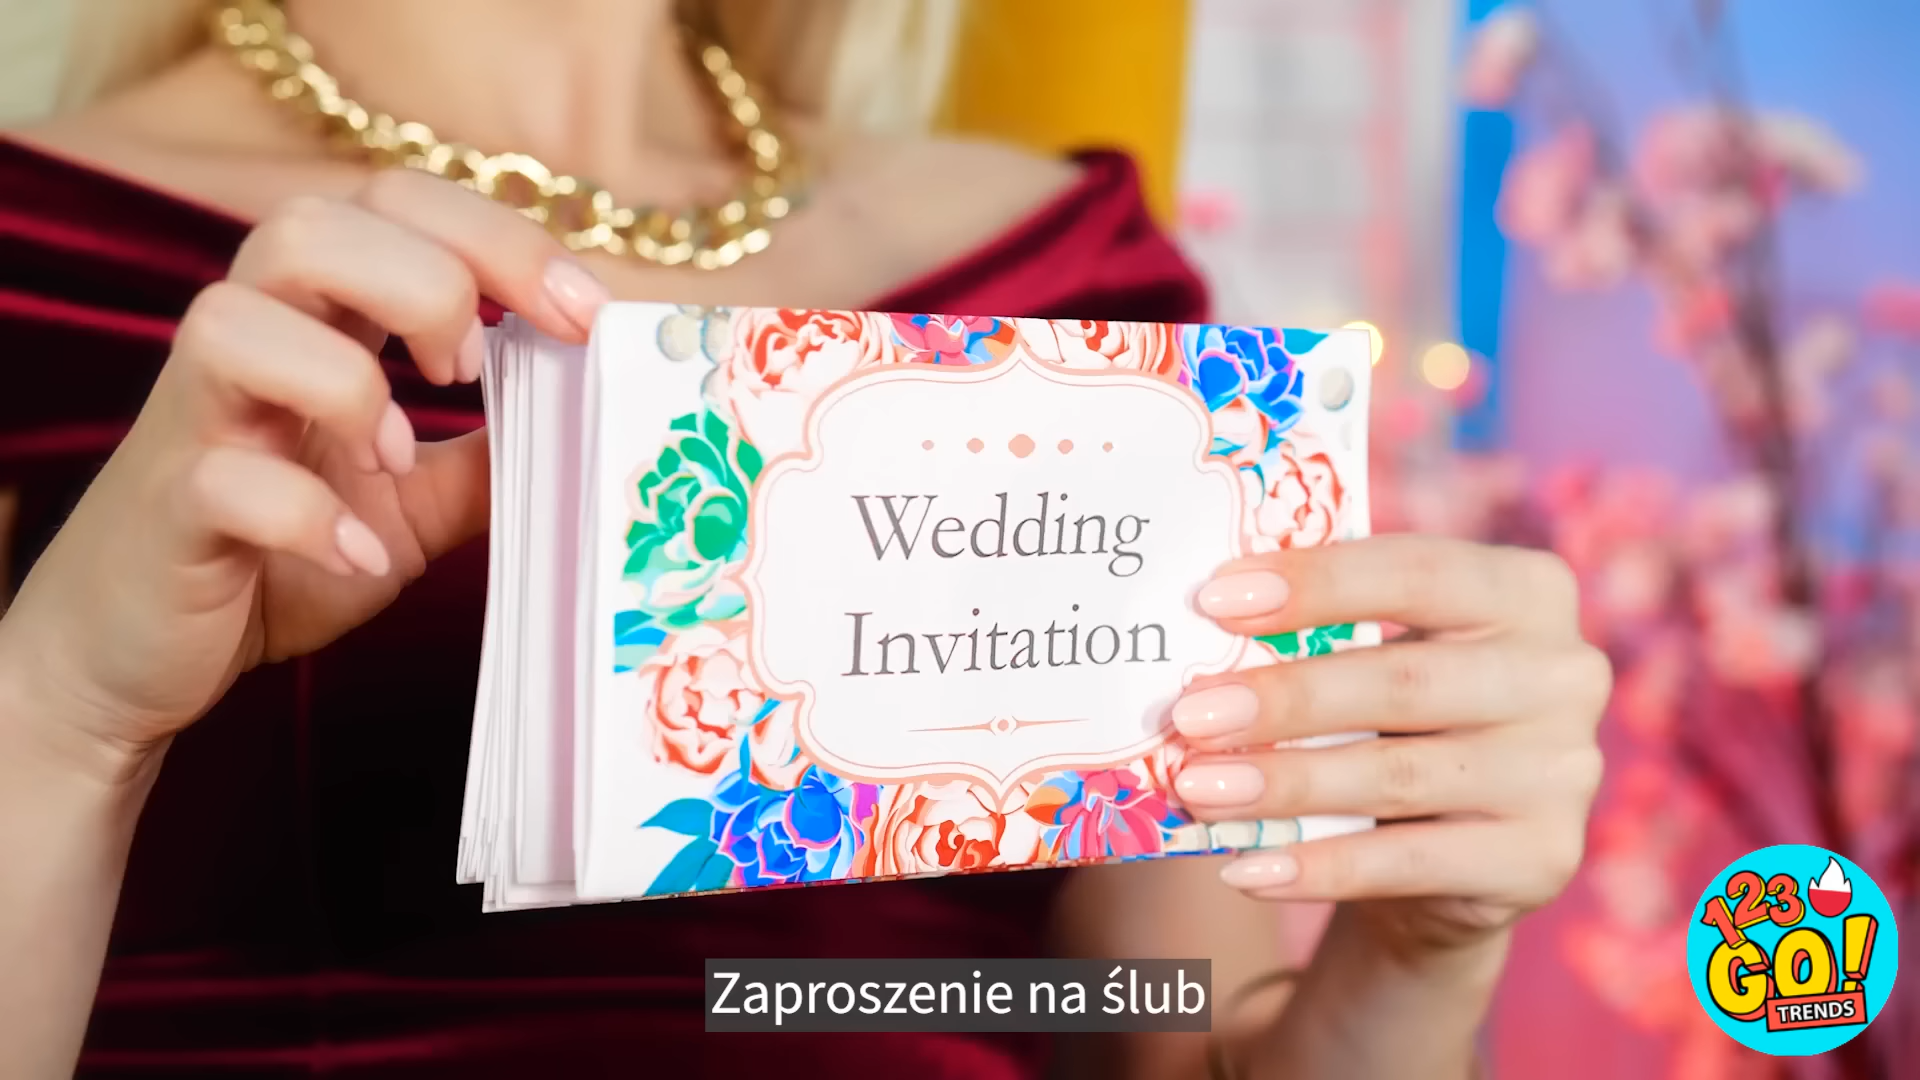 Wedding
Invitation
Zaproszenie na ślub
123
GO!
TRENDS